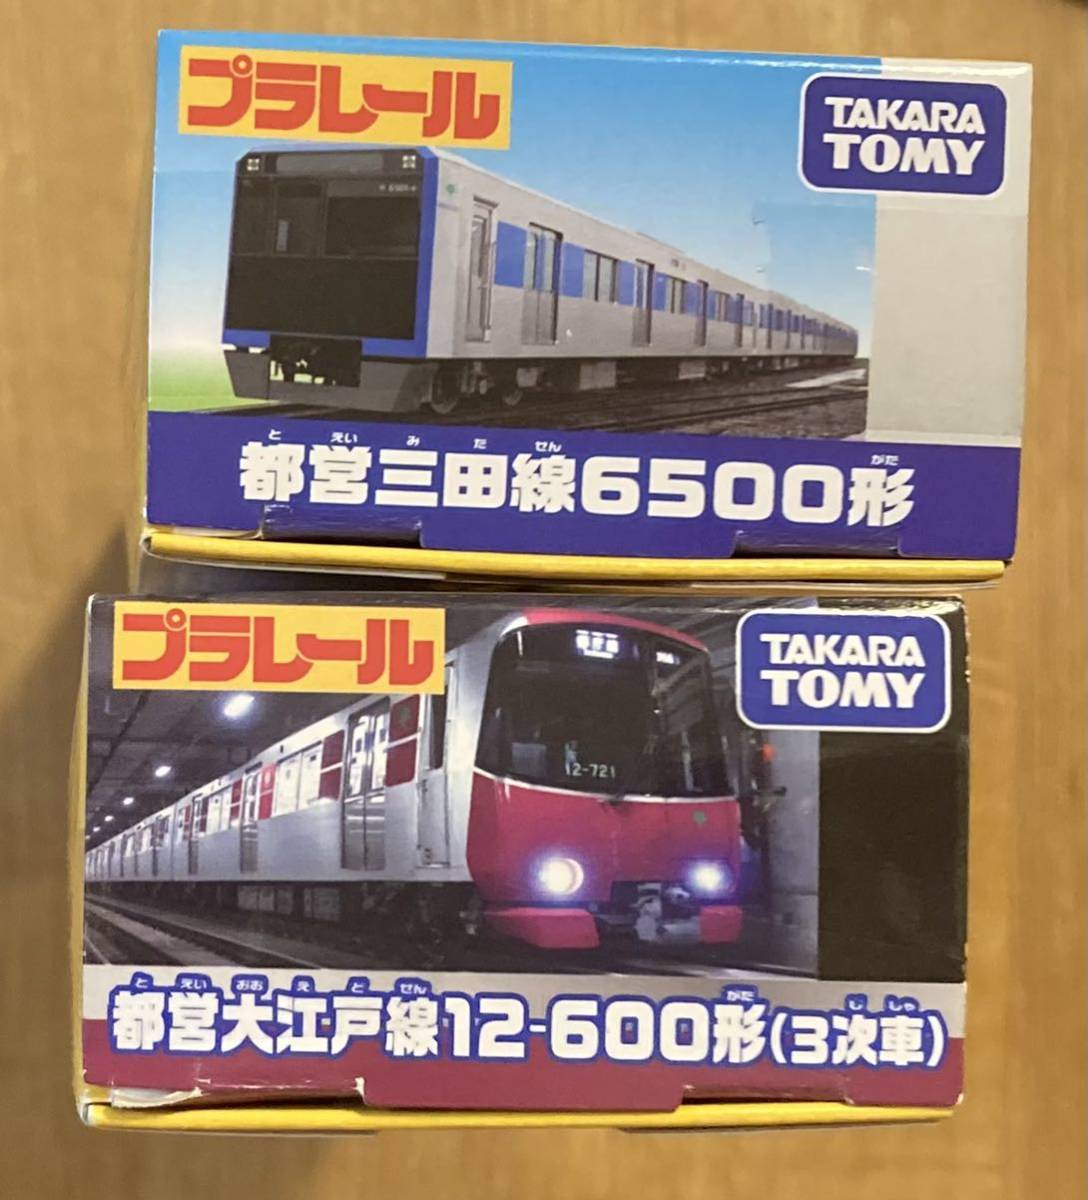 プラレール
TAKARA
TOMY
と えい み た せん がた
都営三田線6500形
プラレール
TAKARA
TOMY
12-721
と えい おお え ど せん がた じ しゃ
都営大江戸線12-600形(3次車)